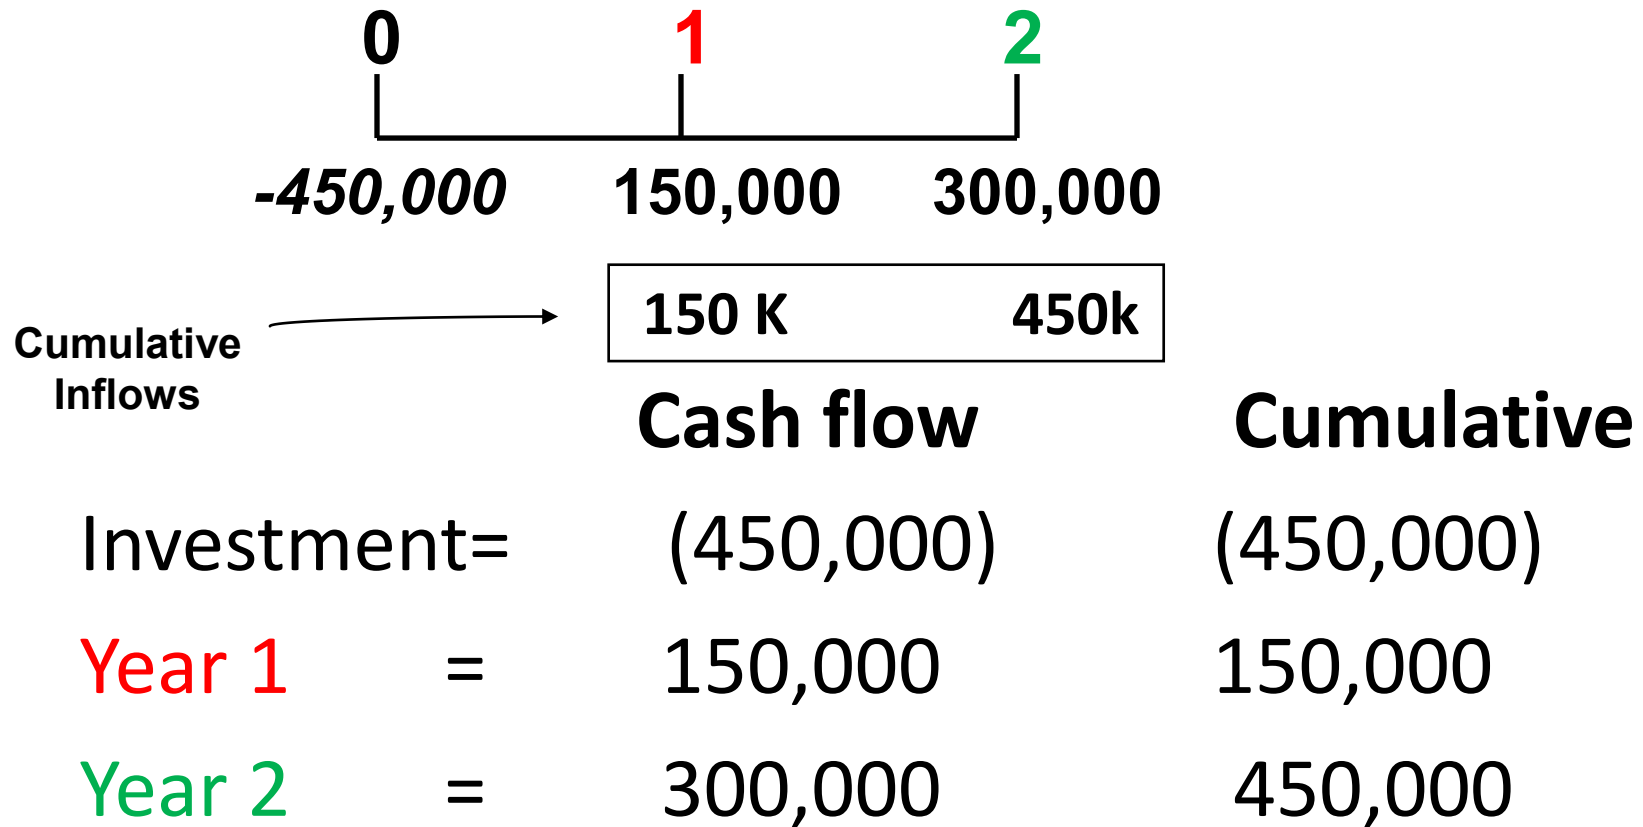 0 1 2
-450,000 150,000 300,000
150 K 450k
Cumulative
Inflows
Cash flow Cumulative
Investment= (450,000) (450,000)
Year 1 = 150,000 150,000
Year 2 = 300,000 450,000